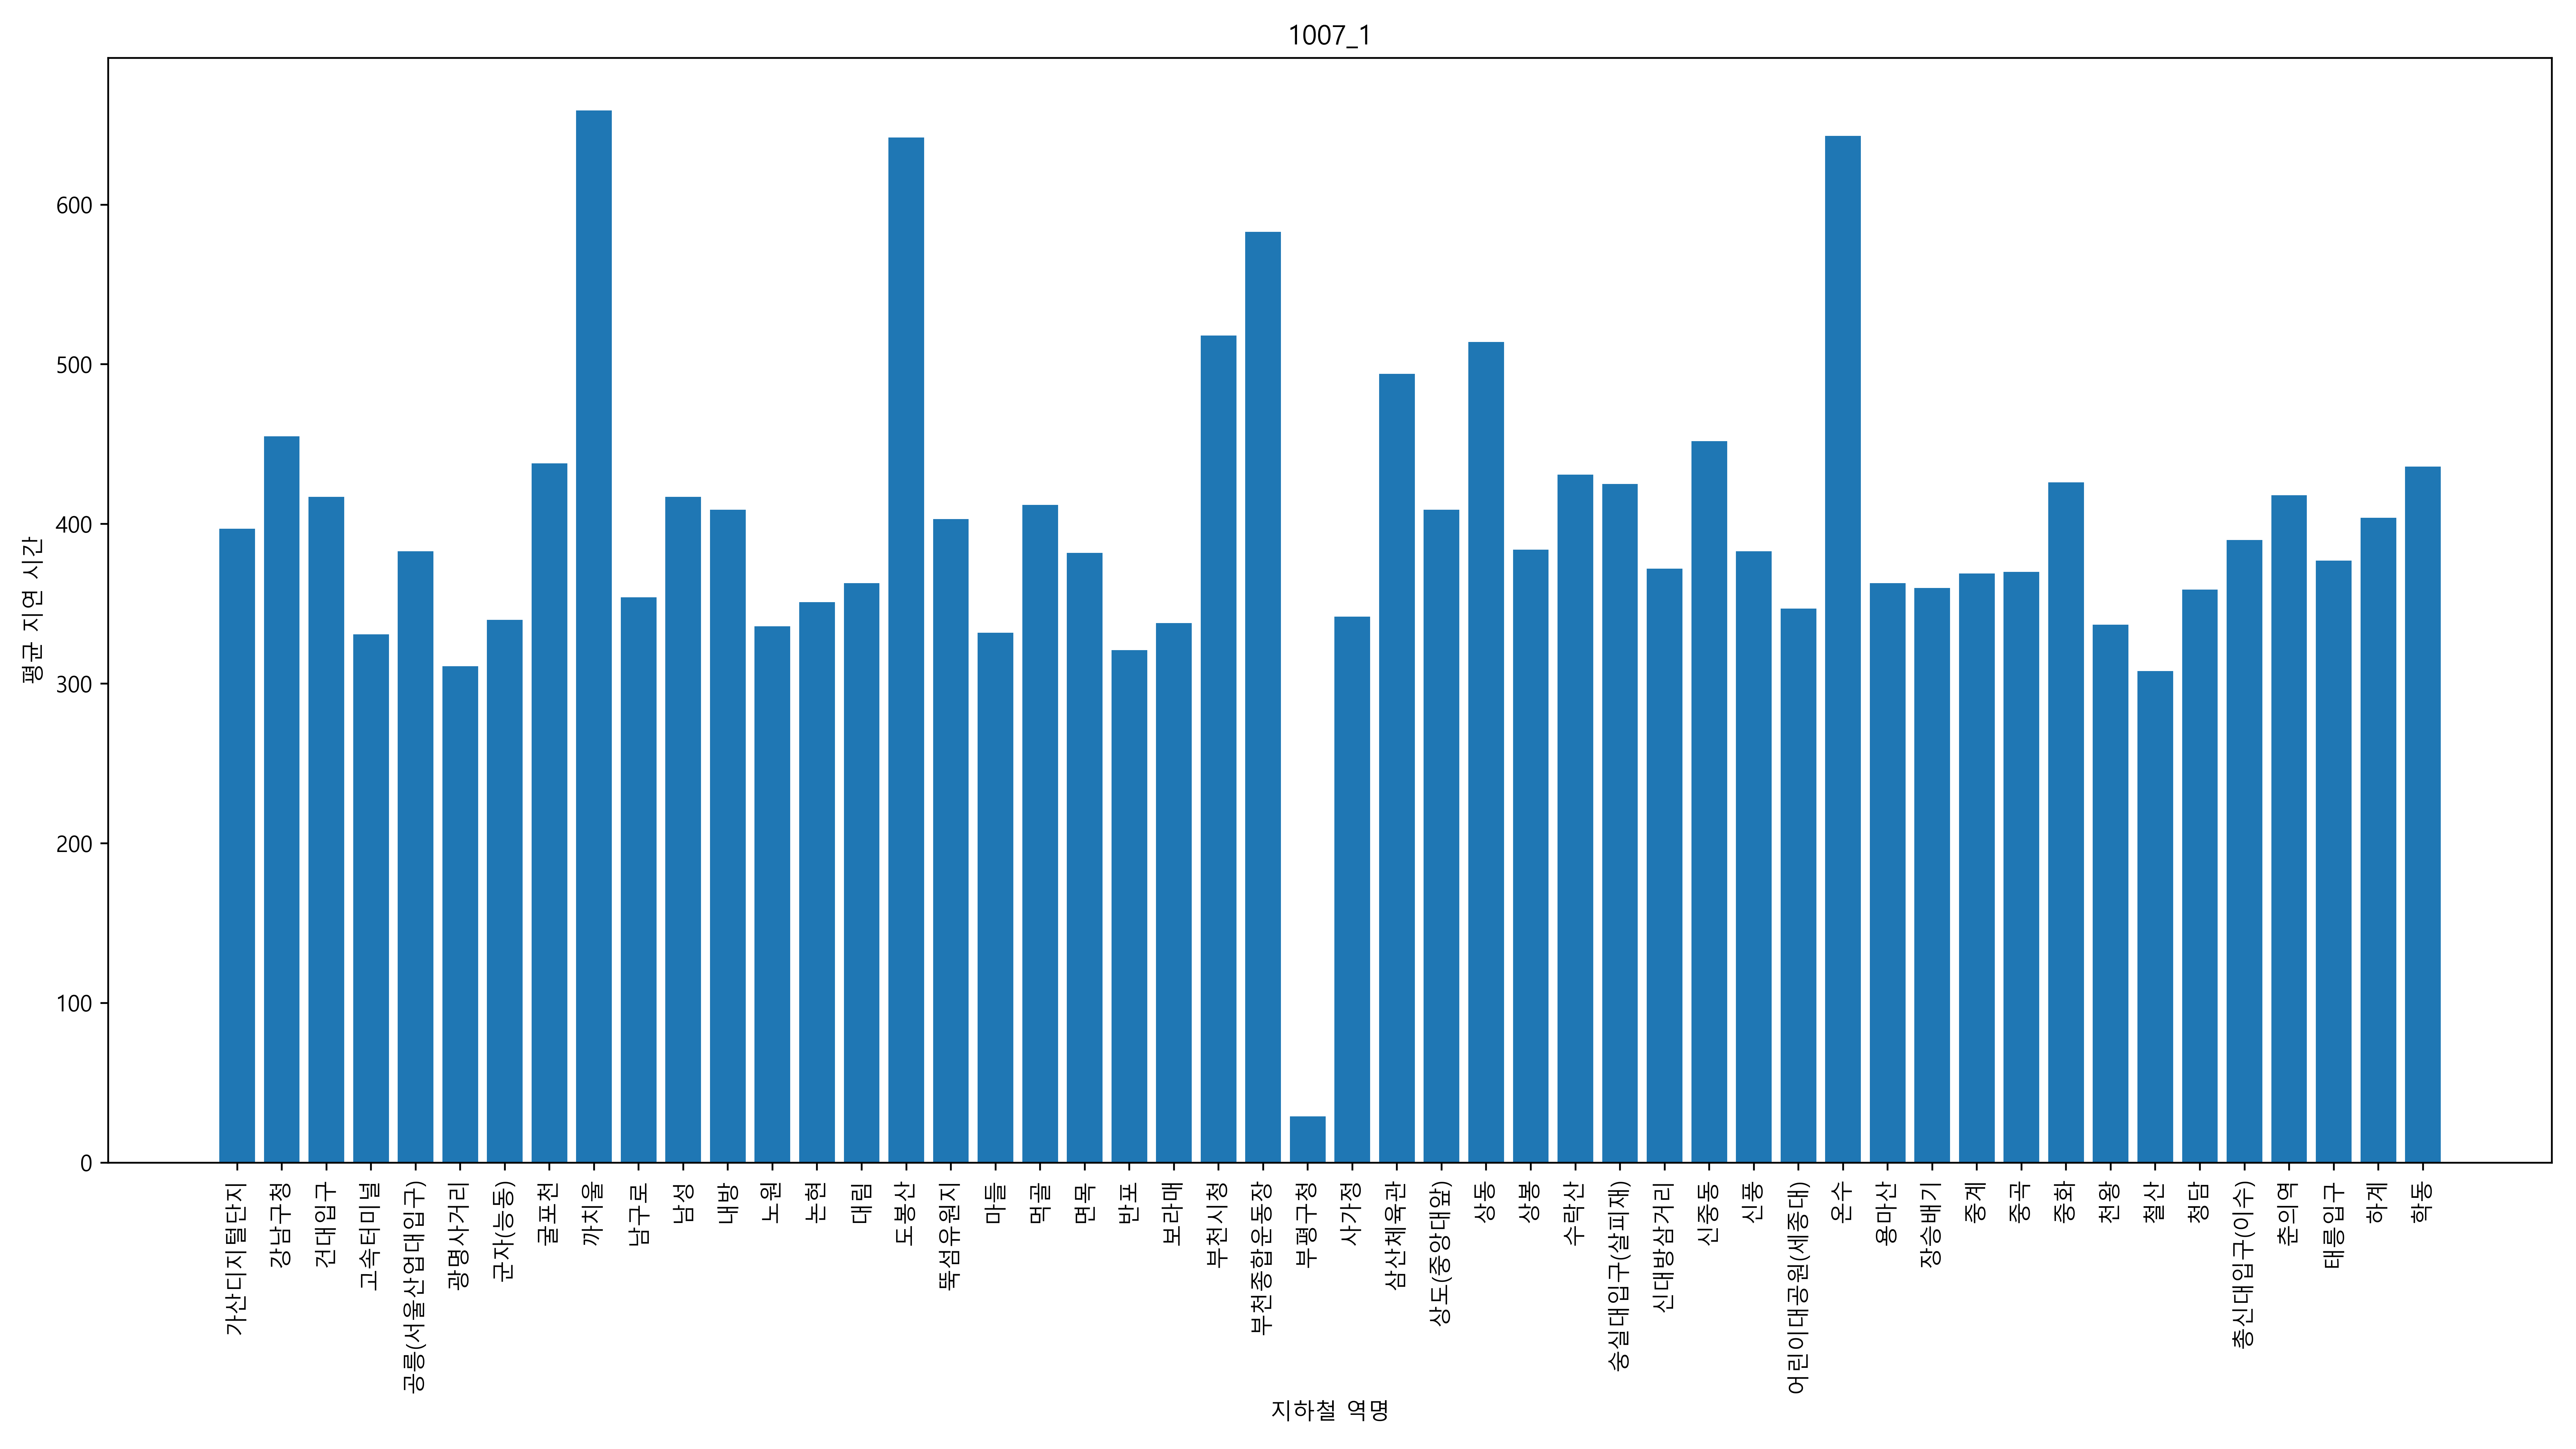 1007_1
평균 지연 시간
600
500
400
300
200
100
0
가산디지털단지
강남구청
건대입구
고속터미널
공릉(서울산업대입구)
광명사거리
군자(능동)
굴포천
까치울
남구로
남성
내방
노원
논현
대림
도봉산
뚝섬유원지
마들
먹골
면목
반포
보라매
부천시청
부천종합운동장
부평구청
사가정
삼산체육관
상도(중앙대앞)
상동
상봉
수락산
숭실대입구(살피재)
신대방삼거리
신중동
신풍
어린이대공원(세종대)
온수
용마산
장승배기
중계
중곡
중화
천왕
철산
청담
총신대입구(이수)
춘의역
태릉입구
하계
학동
지하철 역명